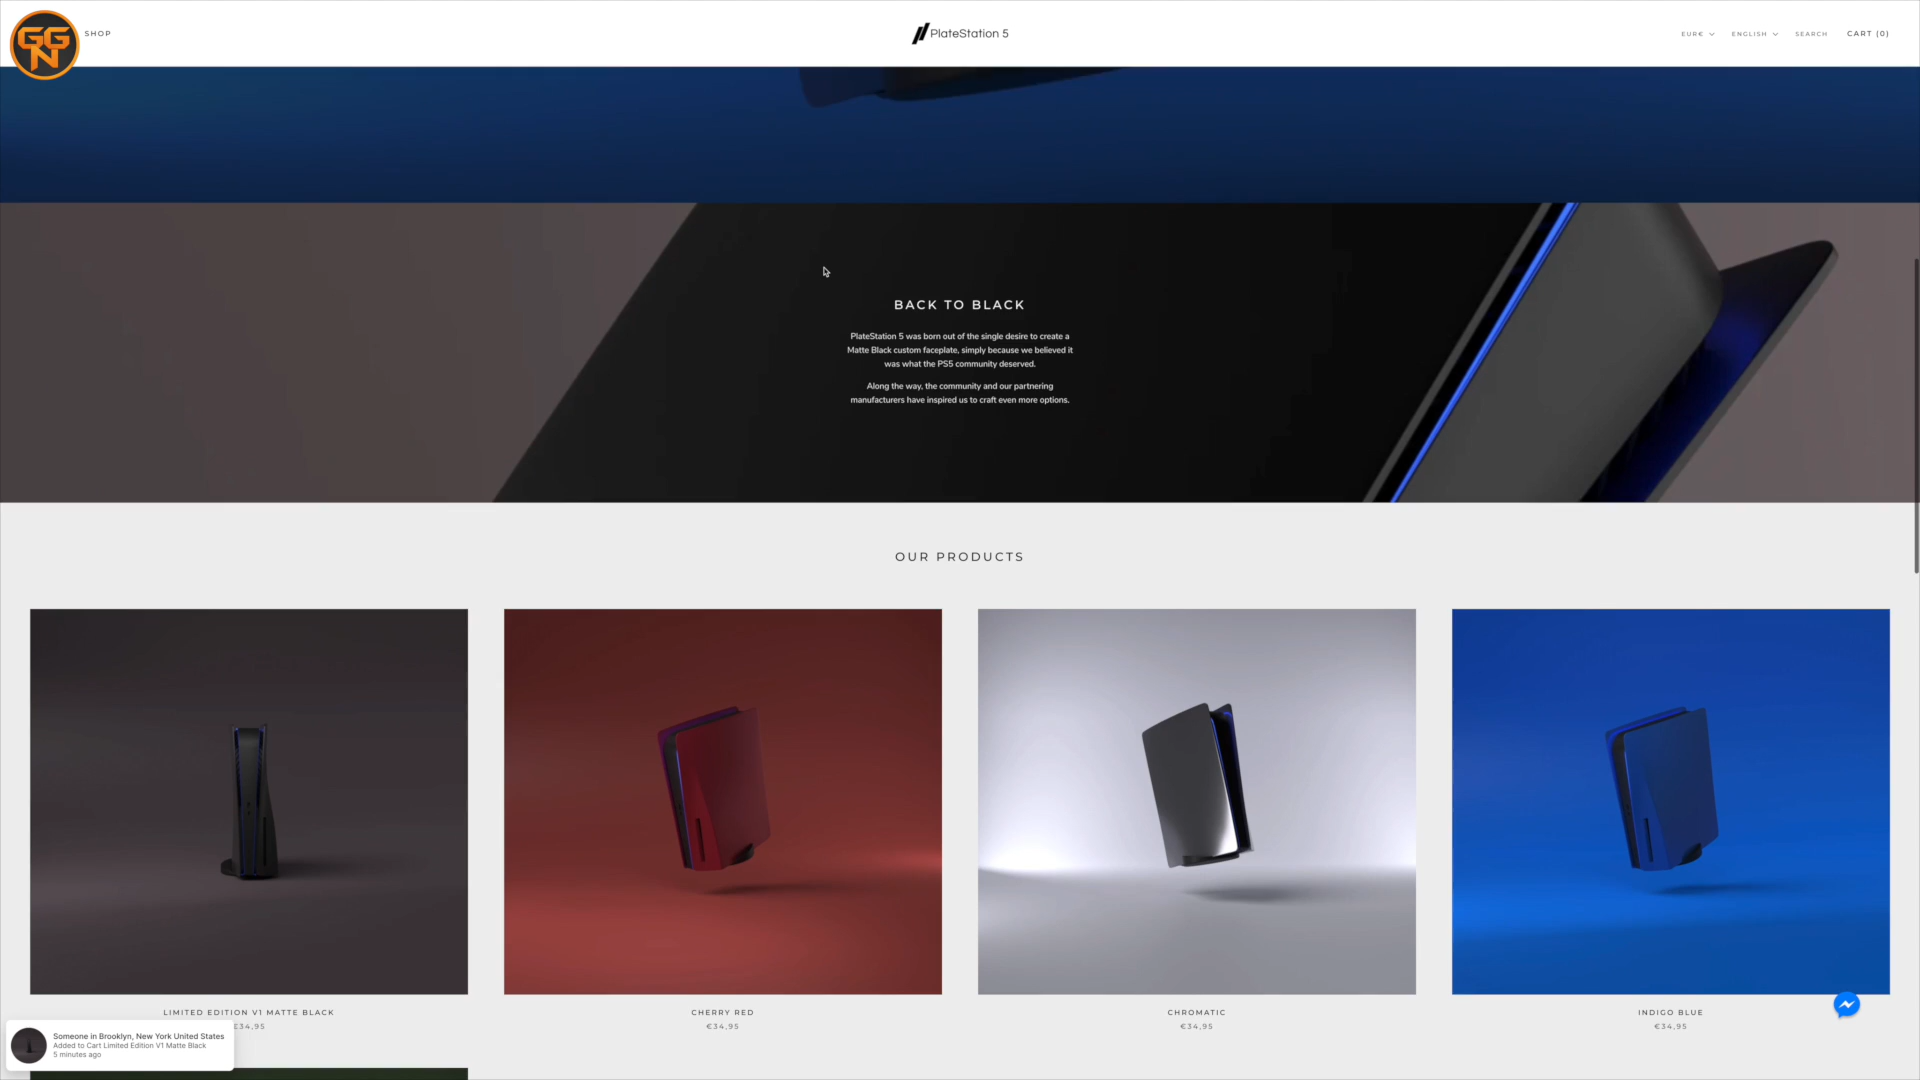 GGN
SHOP
PlateStation 5
EUR€
ENGLISH
SEARCH
CART (0)
BACK TO BLACK
PlateStation 5 was born out of the single desire to create a
Matte Black custom faceplate, simply because we believed it
was what the PS5 community deserved.
Along the way, the community and our partnering
manufacturers have inspired us to craft even more options.
OUR PRODUCTS
LIMITED EDITION V1 MATTE BLACK
€34,95
CHERRY RED
€34,95
CHROMATIC
€34,95
INDIGO BLUE
€34,95
Someone in Brooklyn, New York United States
Added to Cart Limited Edition V1 Matte Black
5 minutes ago